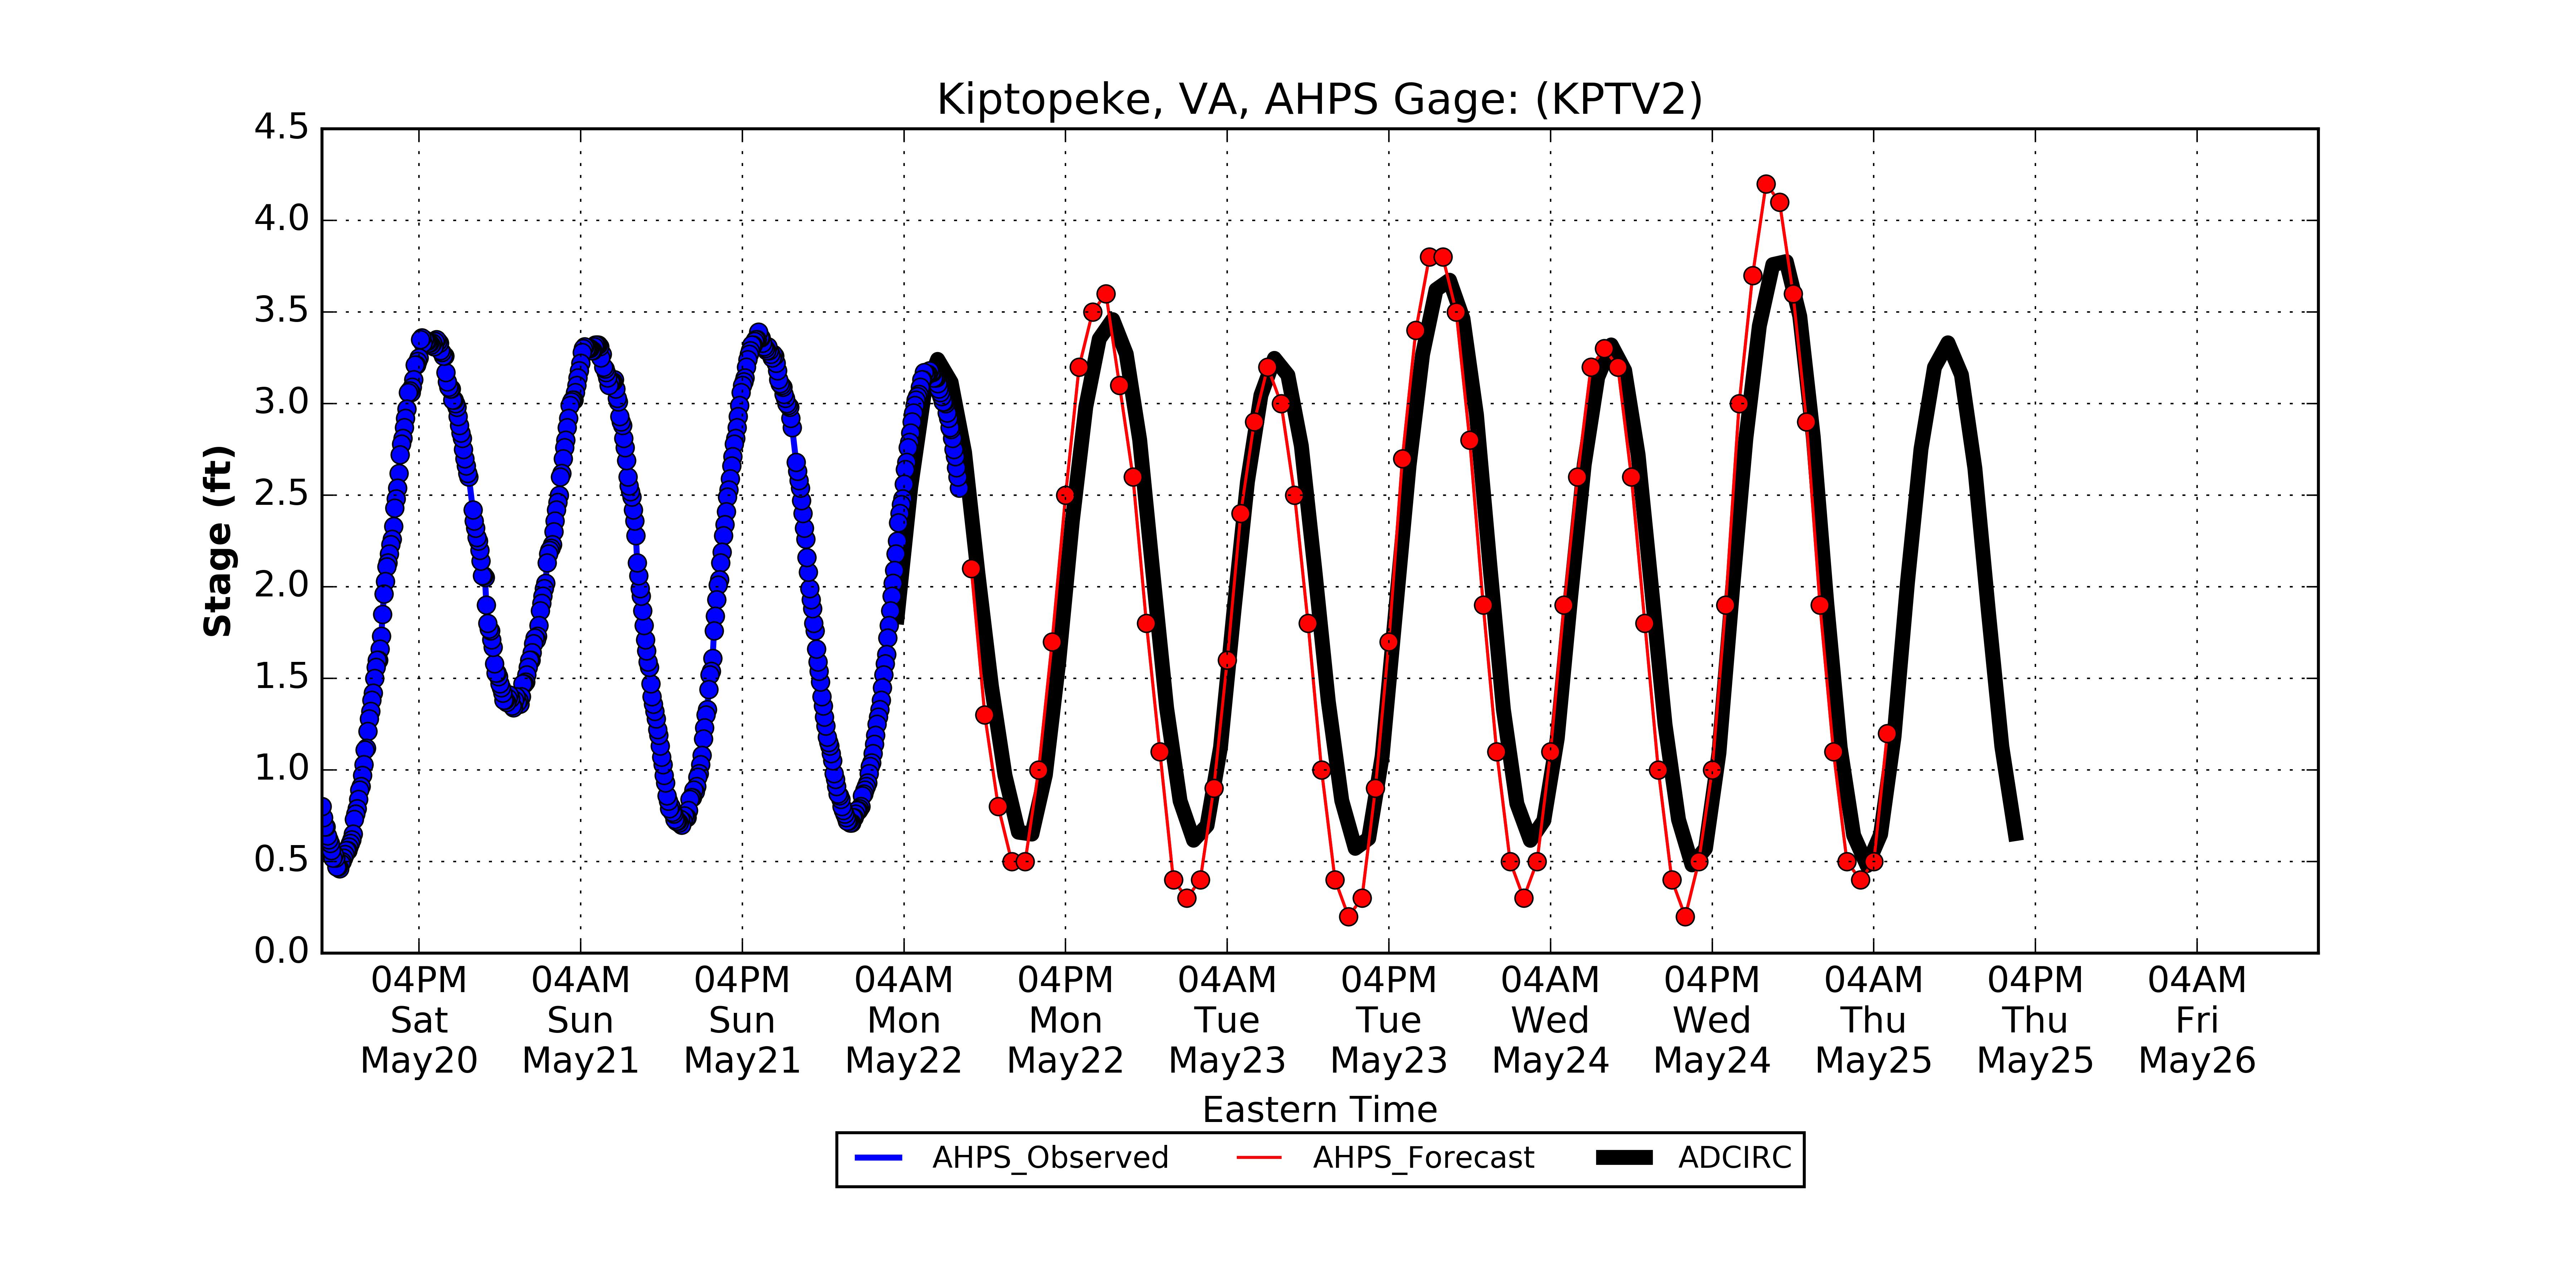 Kiptopeke, VA, AHPS Gage: (KPTV2)
4.5
4.0
3.5
3.0
2.5
2.0
1.5
1.0
0.5
0.0
Stage (ft)
04PM 04AM 04PM 04AM 04PM 04AM 04PM 04AM 04PM 04AM 04PM 04AM
Sat Sun Sun Mon Mon Tue Tue Wed Wed Thu Thu Fri
May20 May21 May21 May22 May22 May23 May23 May24 May24 May25 May25 May26
Eastern Time
AHPS_Observed AHPS_Forecast ADCIRC